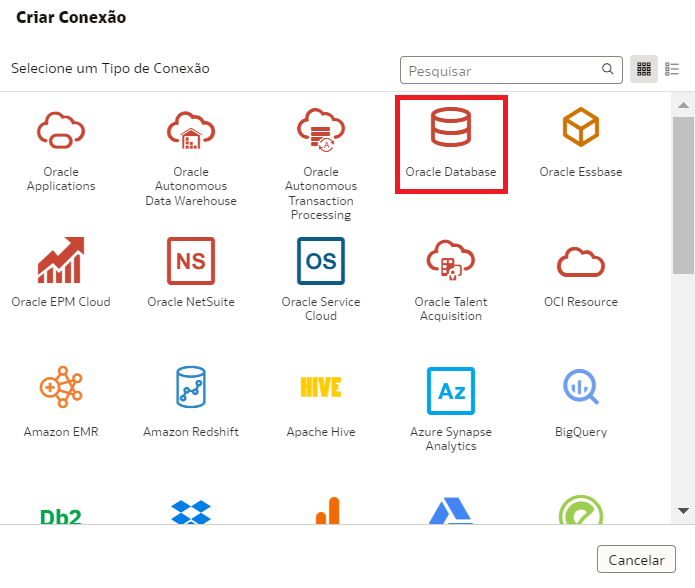 Criar Conexão
Selecione um Tipo de Conexão
Pesquisar
Oracle
Applications
Oracle
Autonomous
Data Warehouse
A
Oracle
Autonomous
Transaction
Processing
Oracle Database
Oracle Essbase
Oracle EPM Cloud
NS
Oracle NetSuite
OS
Oracle Service
Cloud
Oracle Talent
Acquisition
OCI Resource
Amazon EMR
Amazon Redshift
HIVE
Apache Hive
Az
Azure Synapse
Analytics
BigQuery
Db2
Cancelar